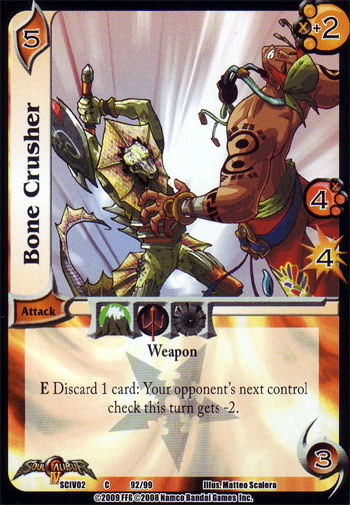 5
X +2
Bone Crusher
4
4
Attack
Weapon
E Discard 1 card: Your opponent's next control
check this turn gets -2.
3
SOULCALIBUR
IV
SCIV02 C 92/99 Illus. Matteo Scalera
©2009 FFG ©2008 Namco Bandai Games Inc.